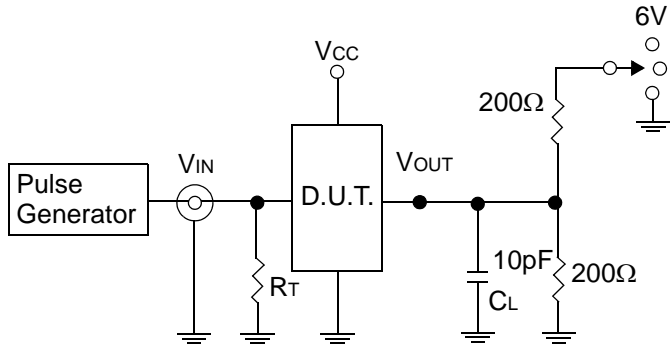 6V
VCC
200Ω
VIN
VOUT
Pulse
Generator
D.U.T.
10pF
200Ω
RT
CL